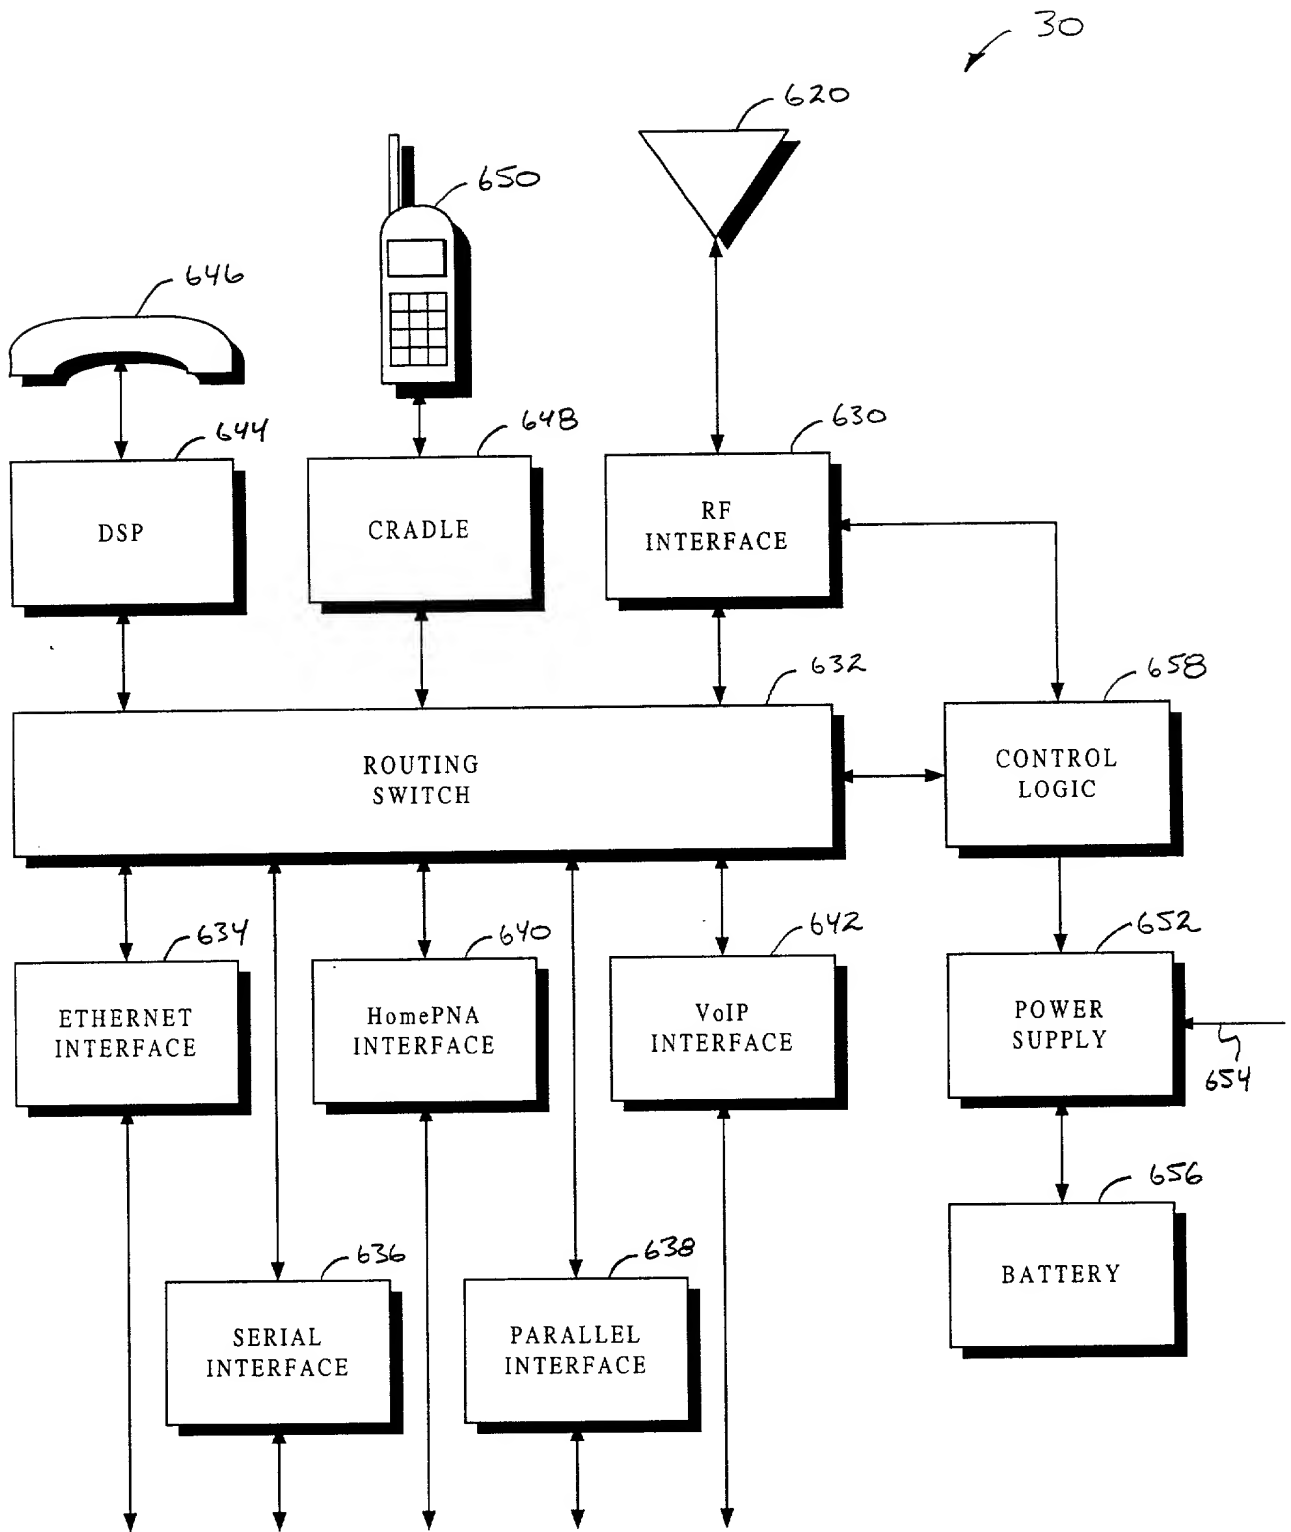 30
620
650
646
644
648
630
DSP
CRADLE
RF
INTERFACE
632
658
ROUTING
SWITCH
CONTROL
LOGIC
634
640
642
652
ETHERNET
INTERFACE
HomePNA
INTERFACE
VoIP
INTERFACE
POWER
SUPPLY
654
656
636
638
BATTERY
SERIAL
INTERFACE
PARALLEL
INTERFACE